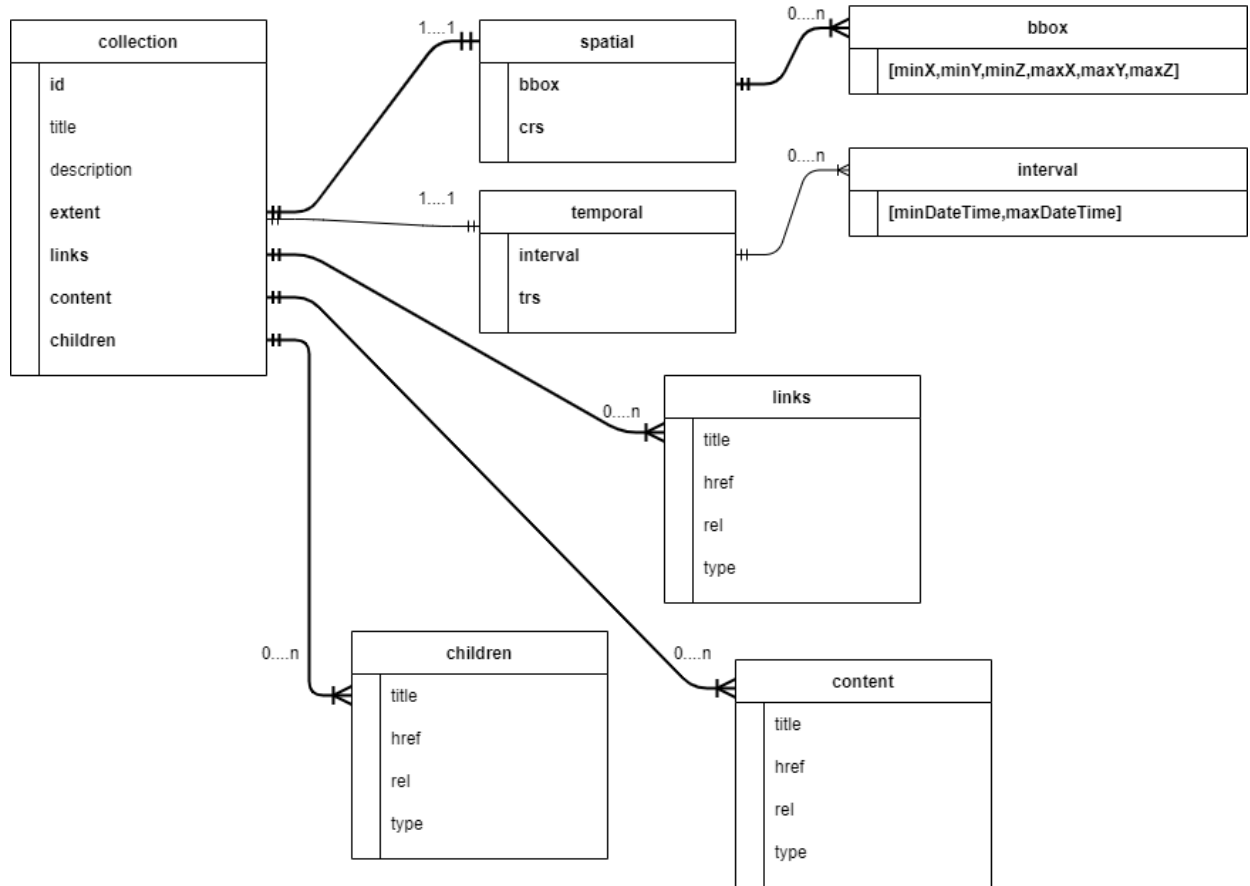 collection
id
title
description
extent
links
content
children
1....1
spatial
bbox
crs
0....n
bbox
[minX,minY,minZ,maxX,maxY,maxZ]
1....1
temporal
interval
trs
0....n
interval
[minDateTime,maxDateTime]
0....n
links
title
href
rel
type
0....n
children
title
href
rel
type
0....n
content
title
href
rel
type